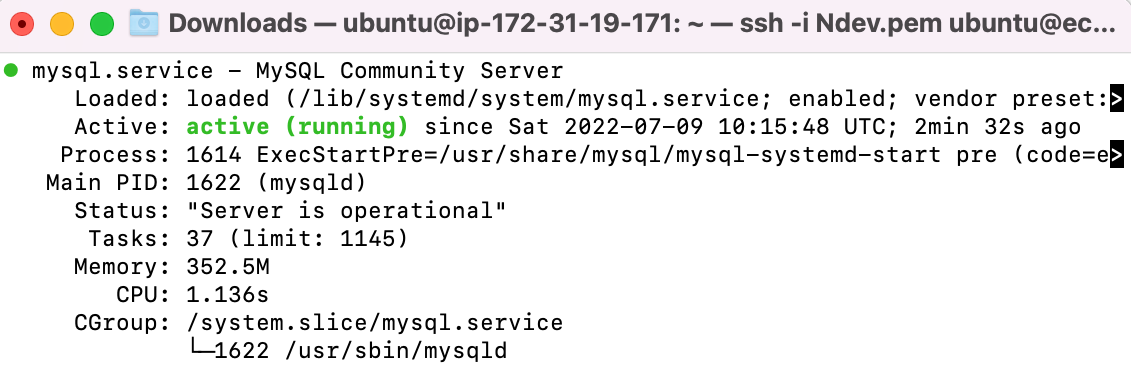 Downloads — ubuntu@ip-172-31-19-171: ~ — ssh -i Ndev.pem ubuntu@ec...
● mysql.service - MySQL Community Server
Loaded: loaded (/lib/systemd/system/mysql.service; enabled; vendor preset:>
Active: active (running) since Sat 2022-07-09 10:15:48 UTC; 2min 32s ago
Process: 1614 ExecStartPre=/usr/share/mysql/mysql-systemd-start pre (code=e>
Main PID: 1622 (mysqld)
Status: "Server is operational"
Tasks: 37 (limit: 1145)
Memory: 352.5M
CPU: 1.136s
CGroup: /system.slice/mysql.service
└─1622 /usr/sbin/mysqld